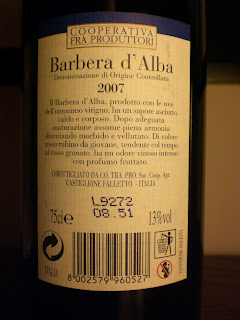 COOPERATIVA
FRA PRODUTTORI
Barbera d'Alba
Denominazione di Origine Controllata
2007
Il Barbera d'Alba, prodotto con le uve
dell'omonimo vitigno, ha un sapore asciutto,
caldo e corposo. Dopo adeguata
maturazione assume piena armonia
diventando morbido e vellutato. Di colore
rosso rubino da giovane, tendente col tempo
al rosso granato, ha un odore vinoso intenso
con profumo fruttato.
IMBOTTIGLIATO DA CO. TRA. PRO. Soc. Coop. Agr.
CASTIGLIONE FALLETTO - ITALIA
L9272
08.51
75cl e
13%vol
ITALIA
8 002579 960527